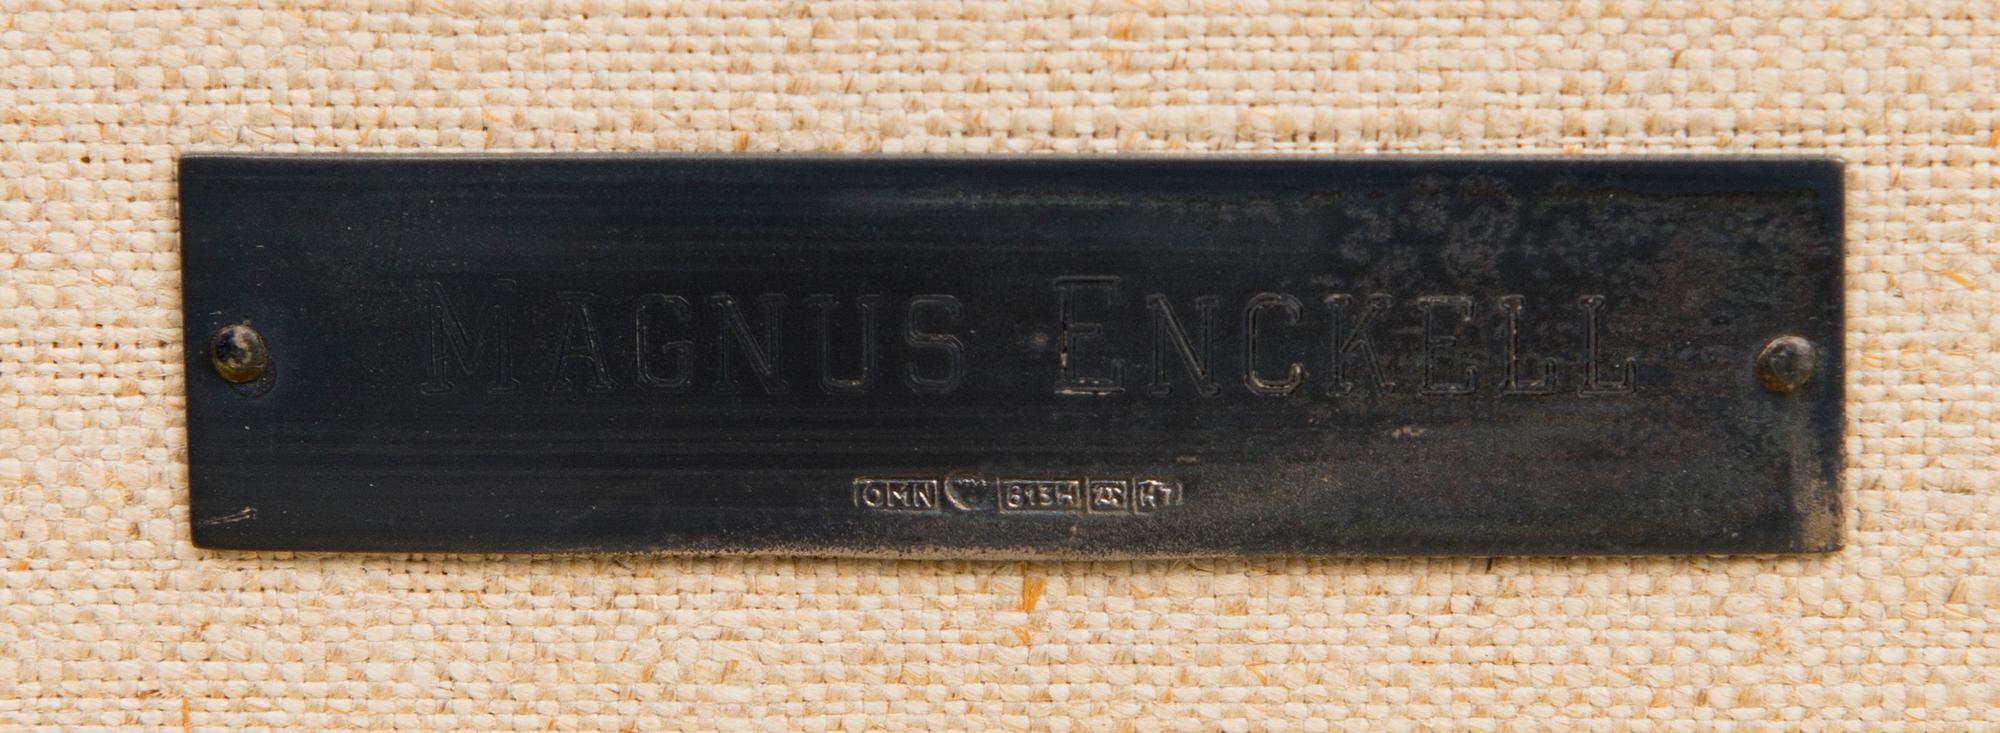 MAGNUS ENCKELL
OMN 813H H7